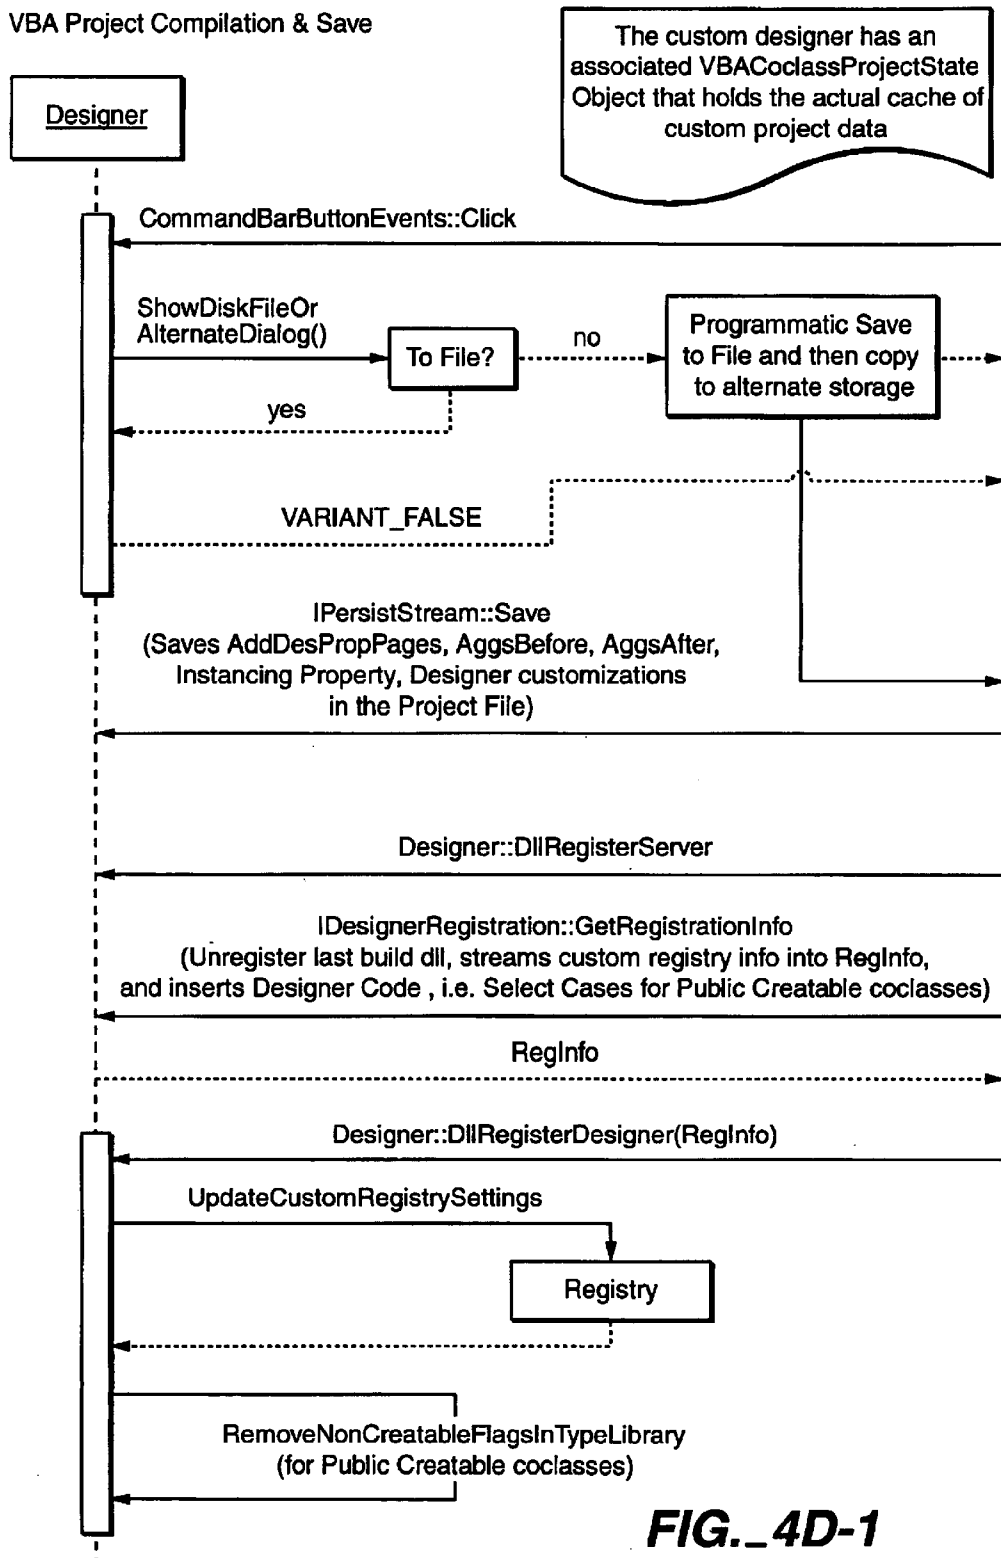 VBA Project Compilation & Save
The custom designer has an
associated VBACoclassProjectState
Object that holds the actual cache of
custom project data
Designer
CommandBarButtonEvents::Click
ShowDiskFileOr
AlternateDialog()
To File?
no
Programmatic Save
to File and then copy
to alternate storage
yes
VARIANT_FALSE
IPersistStream::Save
(Saves AddDesPropPages, AggsBefore, AggsAfter,
Instancing Property, Designer customizations
in the Project File)
Designer::DllRegisterServer
IDesignerRegistration::GetRegistrationInfo
(Unregister last build dll, streams custom registry info into RegInfo,
and inserts Designer Code , i.e. Select Cases for Public Creatable coclasses)
RegInfo
Designer::DllRegisterDesigner(RegInfo)
UpdateCustomRegistrySettings
Registry
RemoveNonCreatableFlagsInTypeLibrary
(for Public Creatable coclasses)
FIG._4D-1